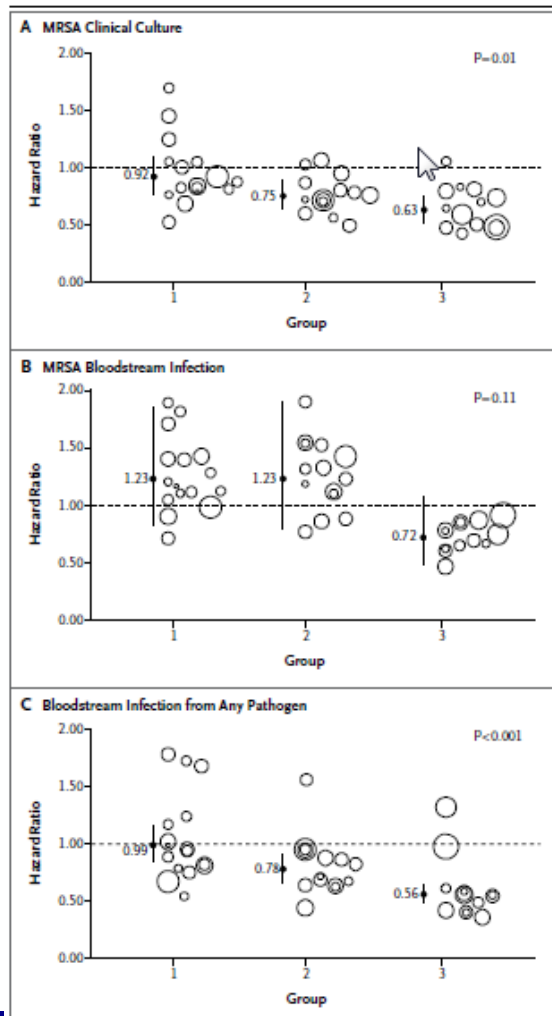 A MRSA Clinical Culture
P=0.01
2.00
1.50
1.00
0.50
0.00
Hazard Ratio
0.92
0.75
0.63
1 2 3
Group
B MRSA Bloodstream Infection
P=0.11
2.00
1.50
1.00
0.50
0.00
Hazard Ratio
1.23
1.23
0.72
1 2 3
Group
C Bloodstream Infection from Any Pathogen
P<0.001
2.00
1.50
1.00
0.50
0.00
Hazard Ratio
0.99
0.78
0.56
1 2 3
Group